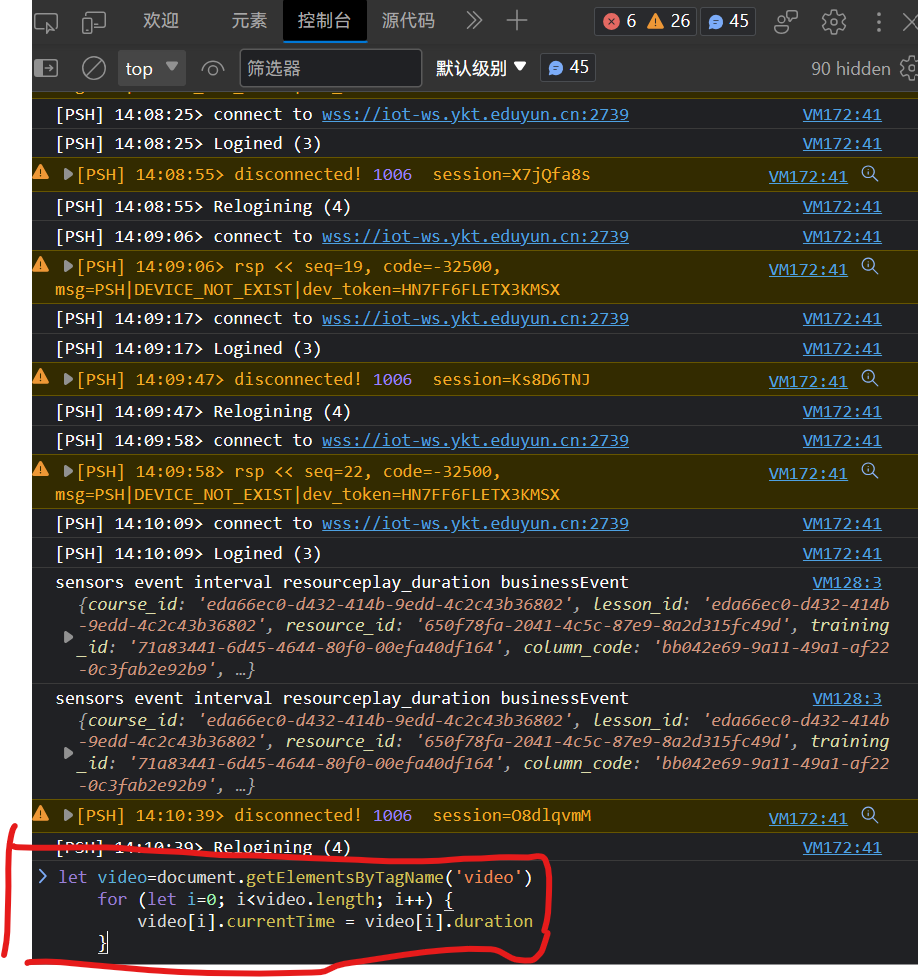 欢迎 元素 控制台 源代码 6 26 45
top 筛选器 默认级别 45 90 hidden
[PSH] 14:08:25> connect to wss://iot-ws.ykt.eduyun.cn:2739 VM172:41
[PSH] 14:08:25> Logined (3) VM172:41
[PSH] 14:08:55> disconnected! 1006 session=X7jQfa8s VM172:41
[PSH] 14:08:55> Relogining (4) VM172:41
[PSH] 14:09:06> connect to wss://iot-ws.ykt.eduyun.cn:2739 VM172:41
[PSH] 14:09:06> rsp << seq=19, code=-32500, VM172:41
msg=PSH|DEVICE_NOT_EXIST|dev_token=HN7FF6FLETX3KMSX
[PSH] 14:09:17> connect to wss://iot-ws.ykt.eduyun.cn:2739 VM172:41
[PSH] 14:09:17> Logined (3) VM172:41
[PSH] 14:09:47> disconnected! 1006 session=Ks8D6TNJ VM172:41
[PSH] 14:09:47> Relogining (4) VM172:41
[PSH] 14:09:58> connect to wss://iot-ws.ykt.eduyun.cn:2739 VM172:41
[PSH] 14:09:58> rsp << seq=22, code=-32500, VM172:41
msg=PSH|DEVICE_NOT_EXIST|dev_token=HN7FF6FLETX3KMSX
[PSH] 14:10:09> connect to wss://iot-ws.ykt.eduyun.cn:2739 VM172:41
[PSH] 14:10:09> Logined (3) VM172:41
sensors event interval resourceplay_duration businessEvent VM128:3
{course_id: 'eda66ec0-d432-414b-9edd-4c2c43b36802', lesson_id: 'eda66ec0-d432-414b
-9edd-4c2c43b36802', resource_id: '650f78fa-2041-4c5c-87e9-8a2d315fc49d', training
_id: '71a83441-6d45-4644-80f0-00efa40df164', column_code: 'bb042e69-9a11-49a1-af22
-0c3fab2e92b9', …}
sensors event interval resourceplay_duration businessEvent VM128:3
{course_id: 'eda66ec0-d432-414b-9edd-4c2c43b36802', lesson_id: 'eda66ec0-d432-414b
-9edd-4c2c43b36802', resource_id: '650f78fa-2041-4c5c-87e9-8a2d315fc49d', training
_id: '71a83441-6d45-4644-80f0-00efa40df164', column_code: 'bb042e69-9a11-49a1-af22
-0c3fab2e92b9', …}
[PSH] 14:10:39> disconnected! 1006 session=O8dlqvmM VM172:41
[PSH] 14:10:39> Relogining (4) VM172:41
> let video=document.getElementsByTagName('video')
for (let i=0; i<video.length; i++) {
video[i].currentTime = video[i].duration
}